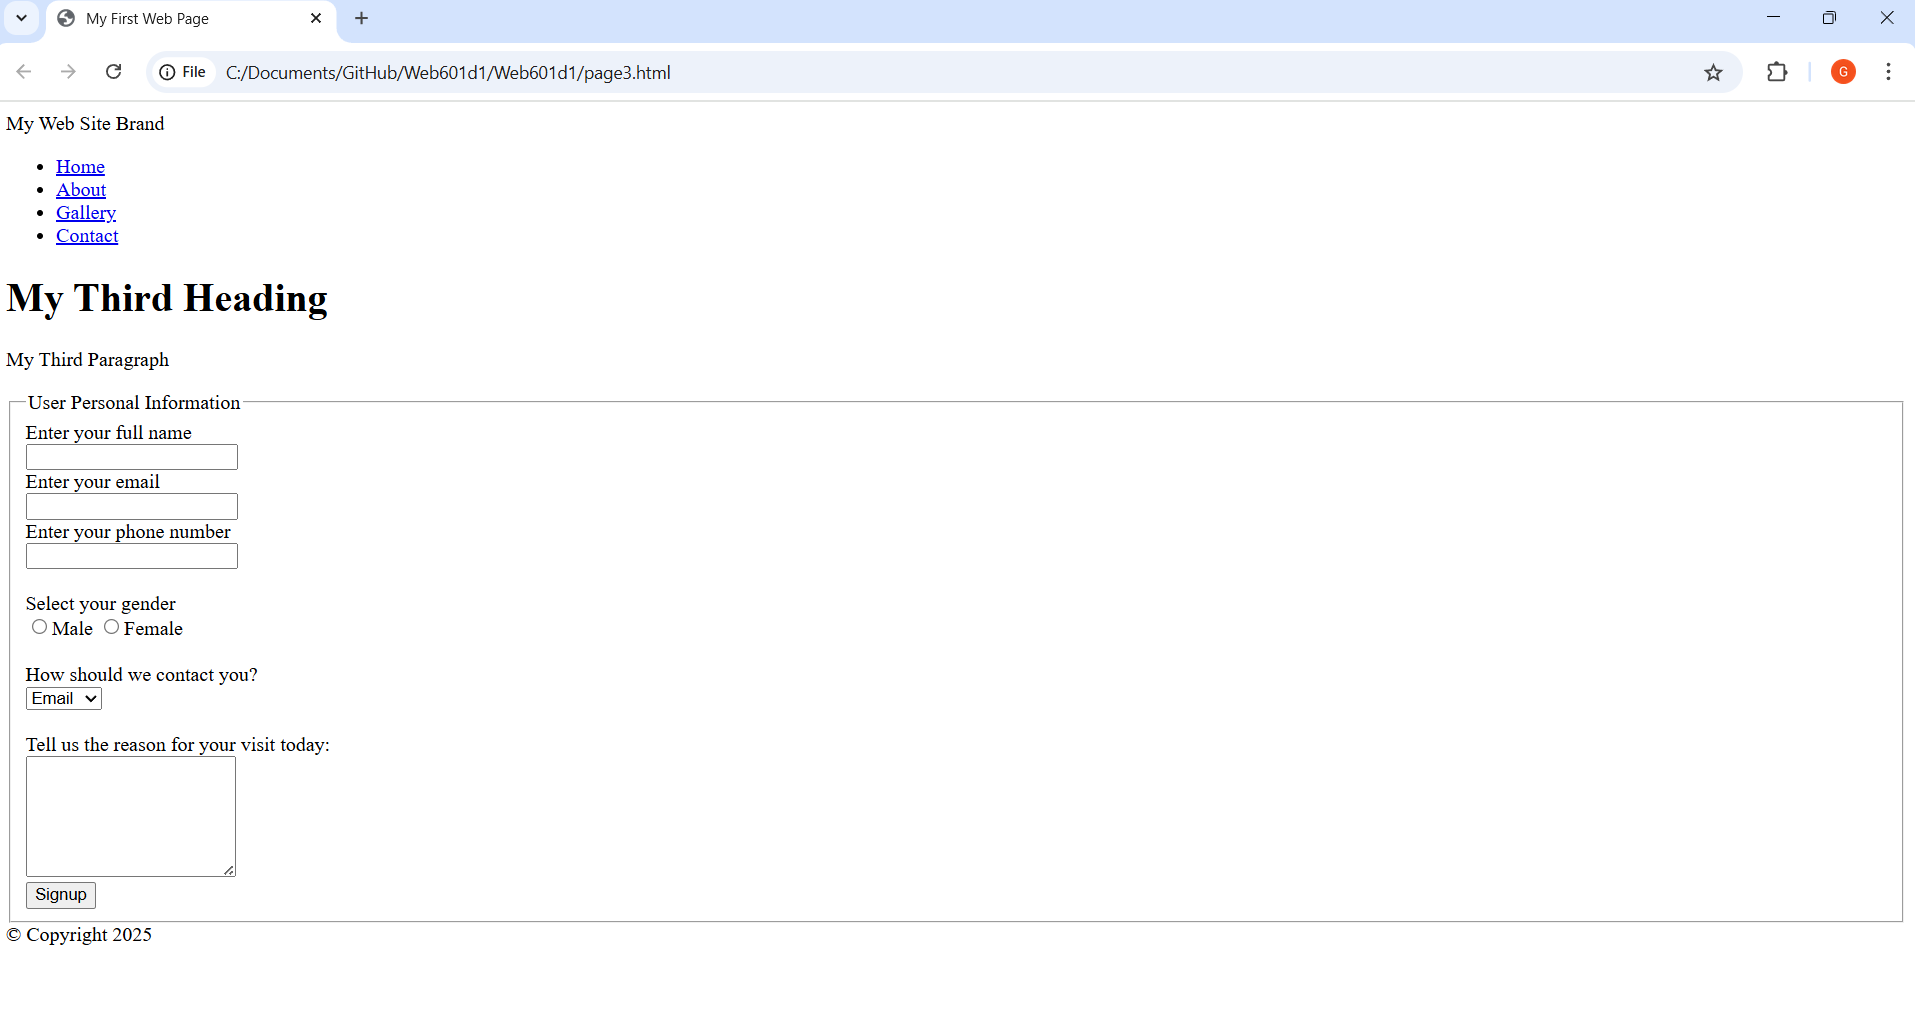 My First Web Page
File C:/Documents/GitHub/Web601d1/Web601d1/page3.html
G
My Web Site Brand
Home
About
Gallery
Contact
My Third Heading
My Third Paragraph
User Personal Information
Enter your full name
Enter your email
Enter your phone number
Select your gender
Male Female
How should we contact you?
Email
Tell us the reason for your visit today:
Signup
© Copyright 2025